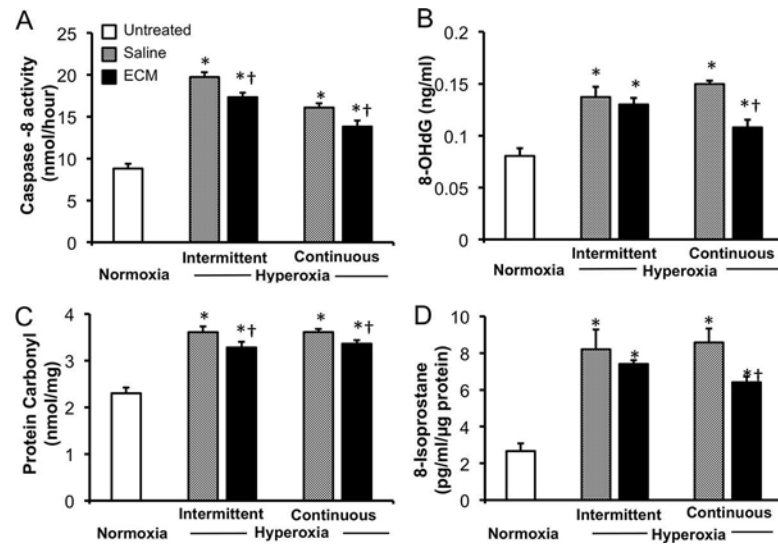 A
Caspase -8 activity
(nmol/hour)
25
20
15
10
5
0
Untreated
Saline
ECM
*
*†
*
*†
Intermittent
Continuous
Normoxia
Hyperoxia
B
8-OHdG (ng/ml)
0.2
0.15
0.1
0.05
0
*
*
*
*†
Intermittent
Continuous
Normoxia
Hyperoxia
C
Protein Carbonyl
(nmol/mg)
4
3
2
1
0
*
*†
*
*†
Intermittent
Continuous
Normoxia
Hyperoxia
D
8-Isoprostane
(pg/ml/µg protein)
10
8
6
4
2
0
*
*
*
*†
Intermittent
Continuous
Normoxia
Hyperoxia